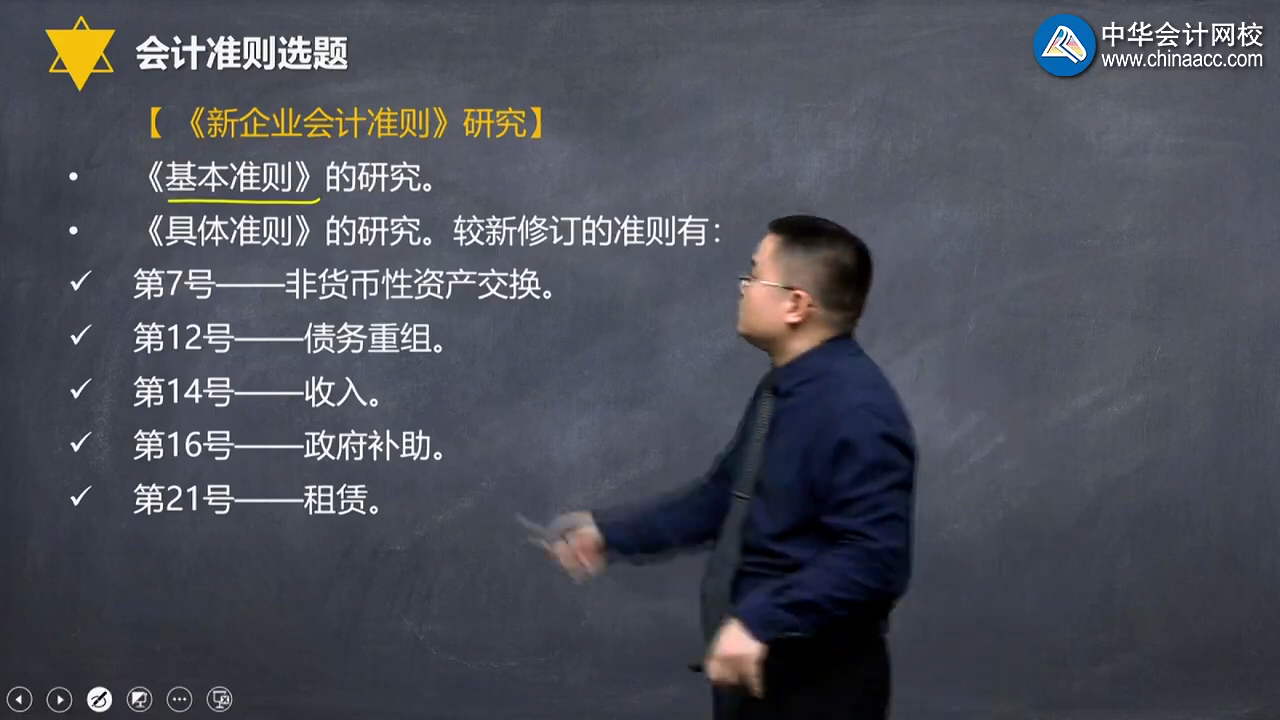 会计准则选题
中华会计网校
www.chinaacc.com
【 《新企业会计准则》研究】
• 《基本准则》的研究。
• 《具体准则》的研究。较新修订的准则有：
✓ 第7号——非货币性资产交换。
✓ 第12号——债务重组。
✓ 第14号——收入。
✓ 第16号——政府补助。
✓ 第21号——租赁。